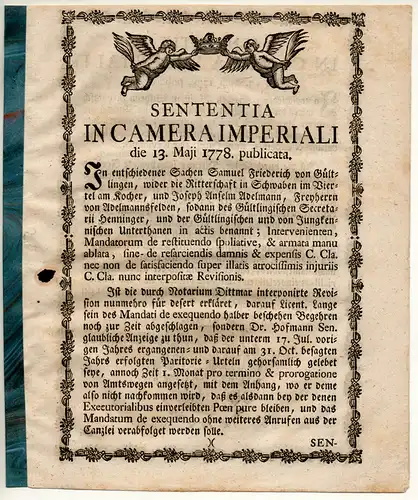 SENTENTIA
IN CAMERA IMPERIALI
die 13. Maji 1778. publicata.
In entschiedener Sachen Samuel Friederich von Gült-
lingen, wider die Ritterschaft in Schwaben im Vier-
tel am Kocher, und Joseph Anselm Adelmann, Freyherrn
von Adelmannsfelden, sodann des Gültlingischen Secreta-
rii Henninger, und der Gültlingischen und von Jungken-
nischen Unterthanen in actis benannt; Intervenienten,
Mandatorum de restituendo spoliative, & armata manu
ablata, sine- de resarciendis damnis & expensis C. Cla.
nec non de satisfaciendo super illatis atrocissimis injuriis
C. Cla. nunc interpositæ Revisionis.
Ist die durch Notarium Dittmar interponirte Revi-
sion nunmehro für desert erkläret, darauf Licent. Lange
sein des Mandati de exequendo halber beschehen Begehren
noch zur Zeit abgeschlagen, sondern Dr. Hofmann Sen.
glaubliche Anzeig zu thun, daß der unterm 17. Jul. vori-
gen Jahres ergangenen- und darauf am 31. Oct. besagten
Jahrs erfolgten Paritorie-Urteln gehorsamlich gelebet
seye, annoch Zeit 1. Monat pro termino & prorogatione
von Amtswegen angesetzt, mit dem Anhang, wo er deme
also nicht nachkommen wird, daß es alsdann bey der denen
Executorialibus einverleibten Pœn pure bleiben, und das
Mandatum de exequendo ohne weiteres Anrufen aus der
Canzlei verabfolget werden solle.
)( SEN-